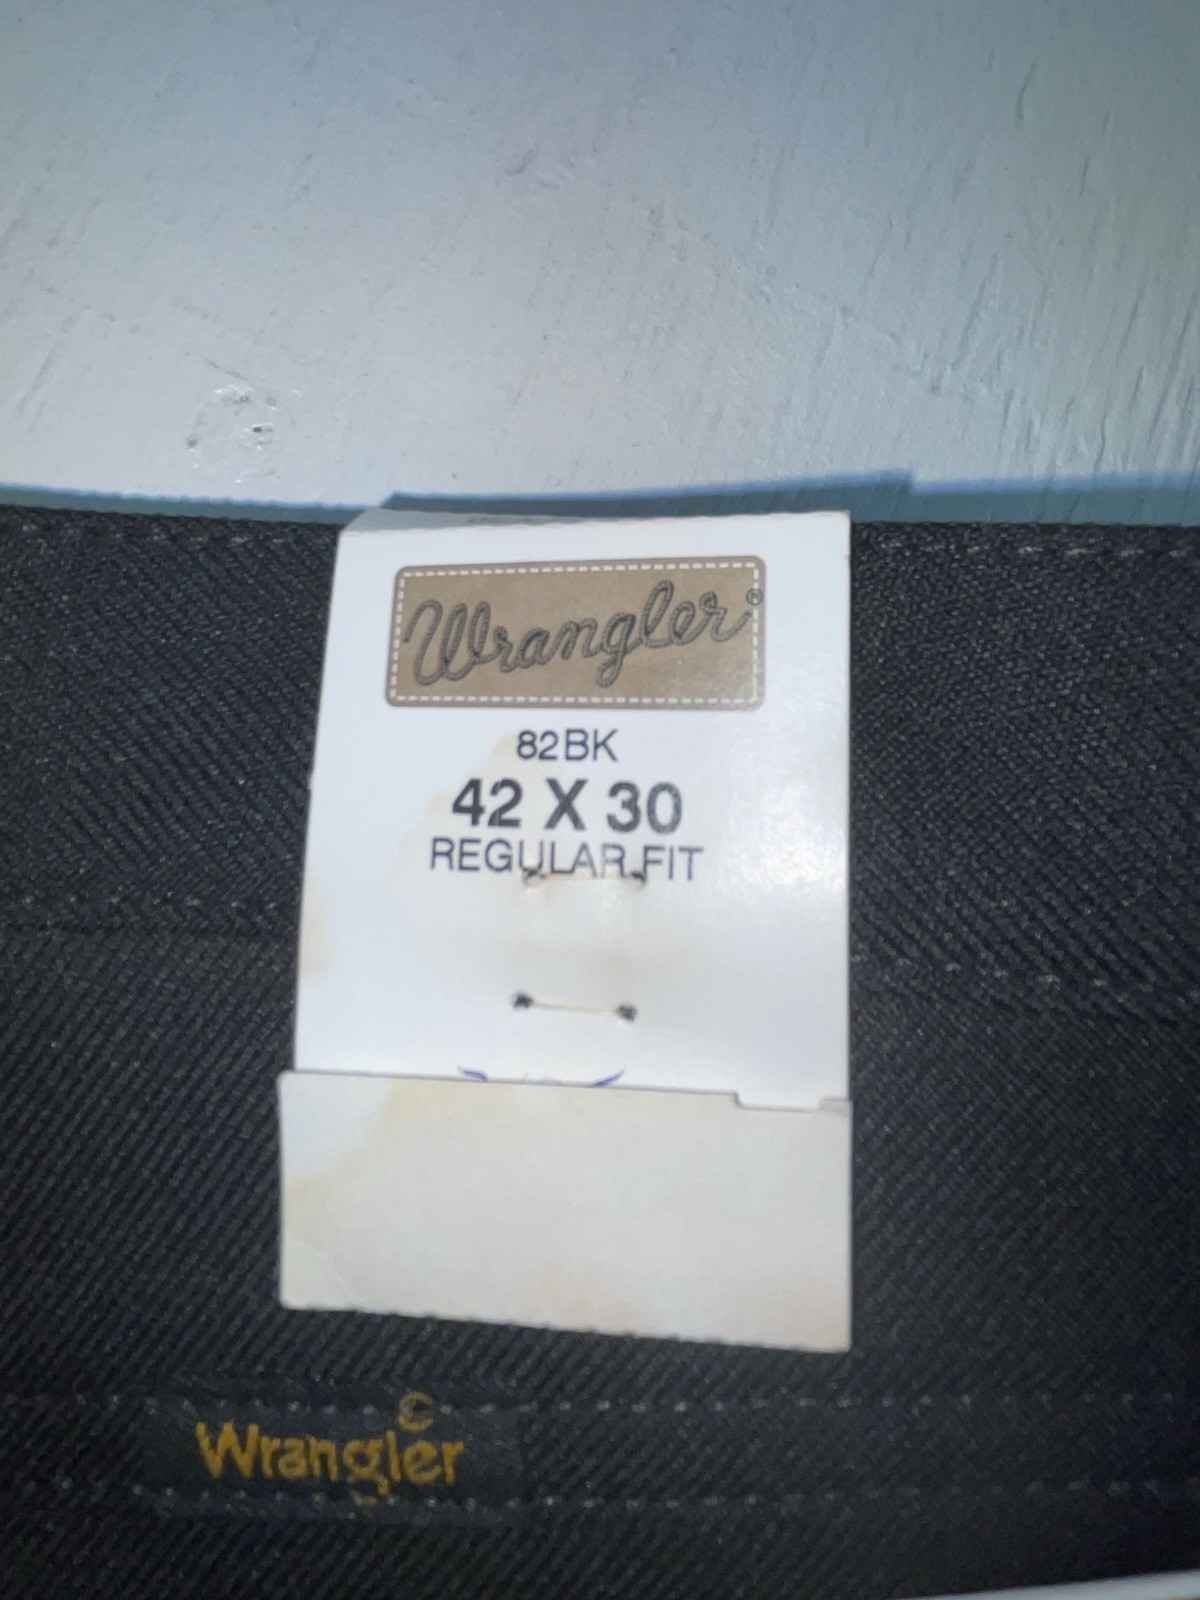 Wrangler®
82BK
42 X 30
REGULAR FIT
Wrangler